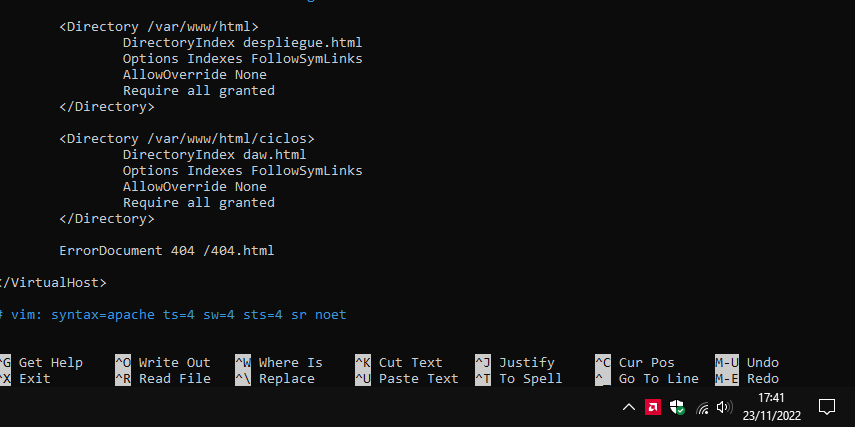 <Directory /var/www/html>
DirectoryIndex despliegue.html
Options Indexes FollowSymLinks
AllowOverride None
Require all granted
</Directory>
<Directory /var/www/html/ciclos>
DirectoryIndex daw.html
Options Indexes FollowSymLinks
AllowOverride None
Require all granted
</Directory>
ErrorDocument 404 /404.html
</VirtualHost>
# vim: syntax=apache ts=4 sw=4 sts=4 sr noet
^G Get Help ^O Write Out ^W Where Is ^K Cut Text ^J Justify ^C Cur Pos M-U Undo
^X Exit ^R Read File ^\ Replace ^U Paste Text ^T To Spell ^_ Go To Line M-E Redo
17:41
23/11/2022